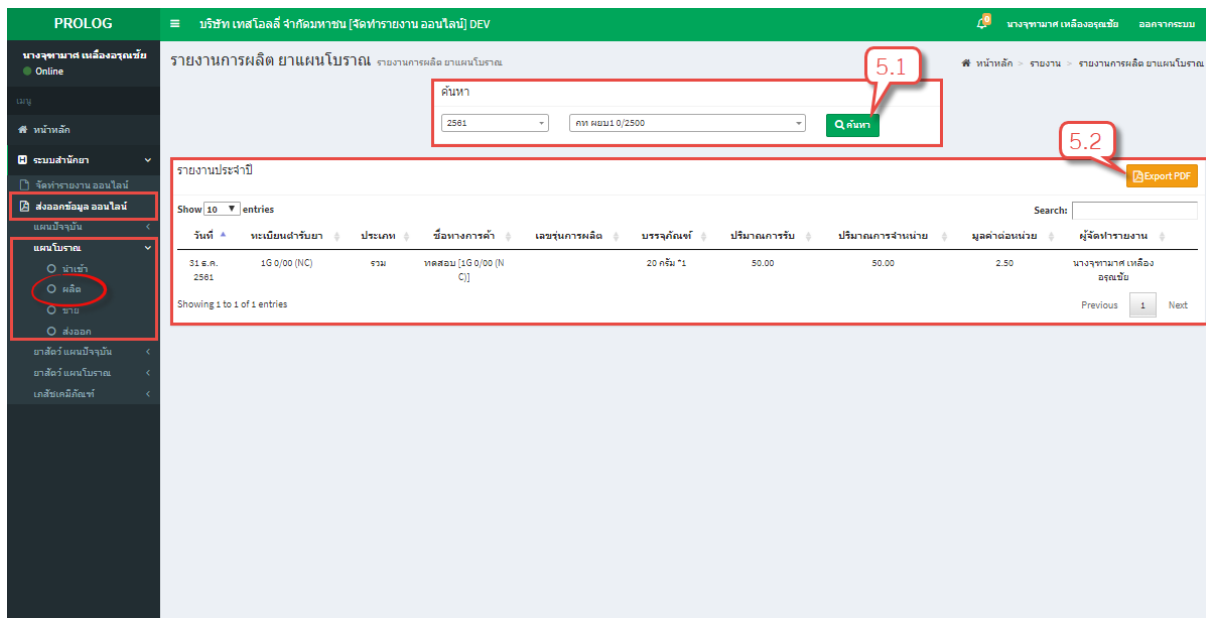 PROLOG
บริษัท เทสโอลลี่ จำกัดมหาชน [จัดทำรายงาน ออนไลน์] DEV
0
นางจุฑามาศ เหลืองอรุณชัย
ออกจากระบบ
นางจุฑามาศ เหลืองอรุณชัย
Online
เมนู
หน้าหลัก
ระบบสำนักยา
จัดทำรายงาน ออนไลน์
ส่งออกข้อมูล ออนไลน์
แผนปัจจุบัน
แผนโบราณ
นำเข้า
ผลิต
ขาย
ส่งออก
ยาสัตว์ แผนปัจจุบัน
ยาสัตว์ แผนโบราณ
เภสัชเคมีภัณฑ์
รายงานการผลิต ยาแผนโบราณ รายงานการผลิต ยาแผนโบราณ
หน้าหลัก > รายงาน > รายงานการผลิต ยาแผนโบราณ
5.1
ค้นหา
2561
ผยบ1 0/2500
ค้นหา
5.2
รายงานประจำปี
Export PDF
Show 10 entries
Search:
วันที่ ทะเบียนตำรับยา ประเภท ชื่อทางการค้า เลขรุ่นการผลิต บรรจุภัณฑ์ ปริมาณการรับ ปริมาณการจำหน่าย มูลค่าต่อหน่วย ผู้จัดทำรายงาน
31 ธ.ค. 1G 0/00 (NC) รวม ทดสอบ [1G 0/00 (N 20 กรัม *1 50.00 50.00 2.50 นางจุฑามาศ เหลือง
2561 C)] อรุณชัย
Showing 1 to 1 of 1 entries
Previous 1 Next